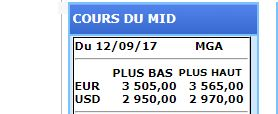 COURS DU MID
Du 12/09/17 MGA
PLUS BAS PLUS HAUT
EUR 3 505,00 3 565,00
USD 2 950,00 2 970,00